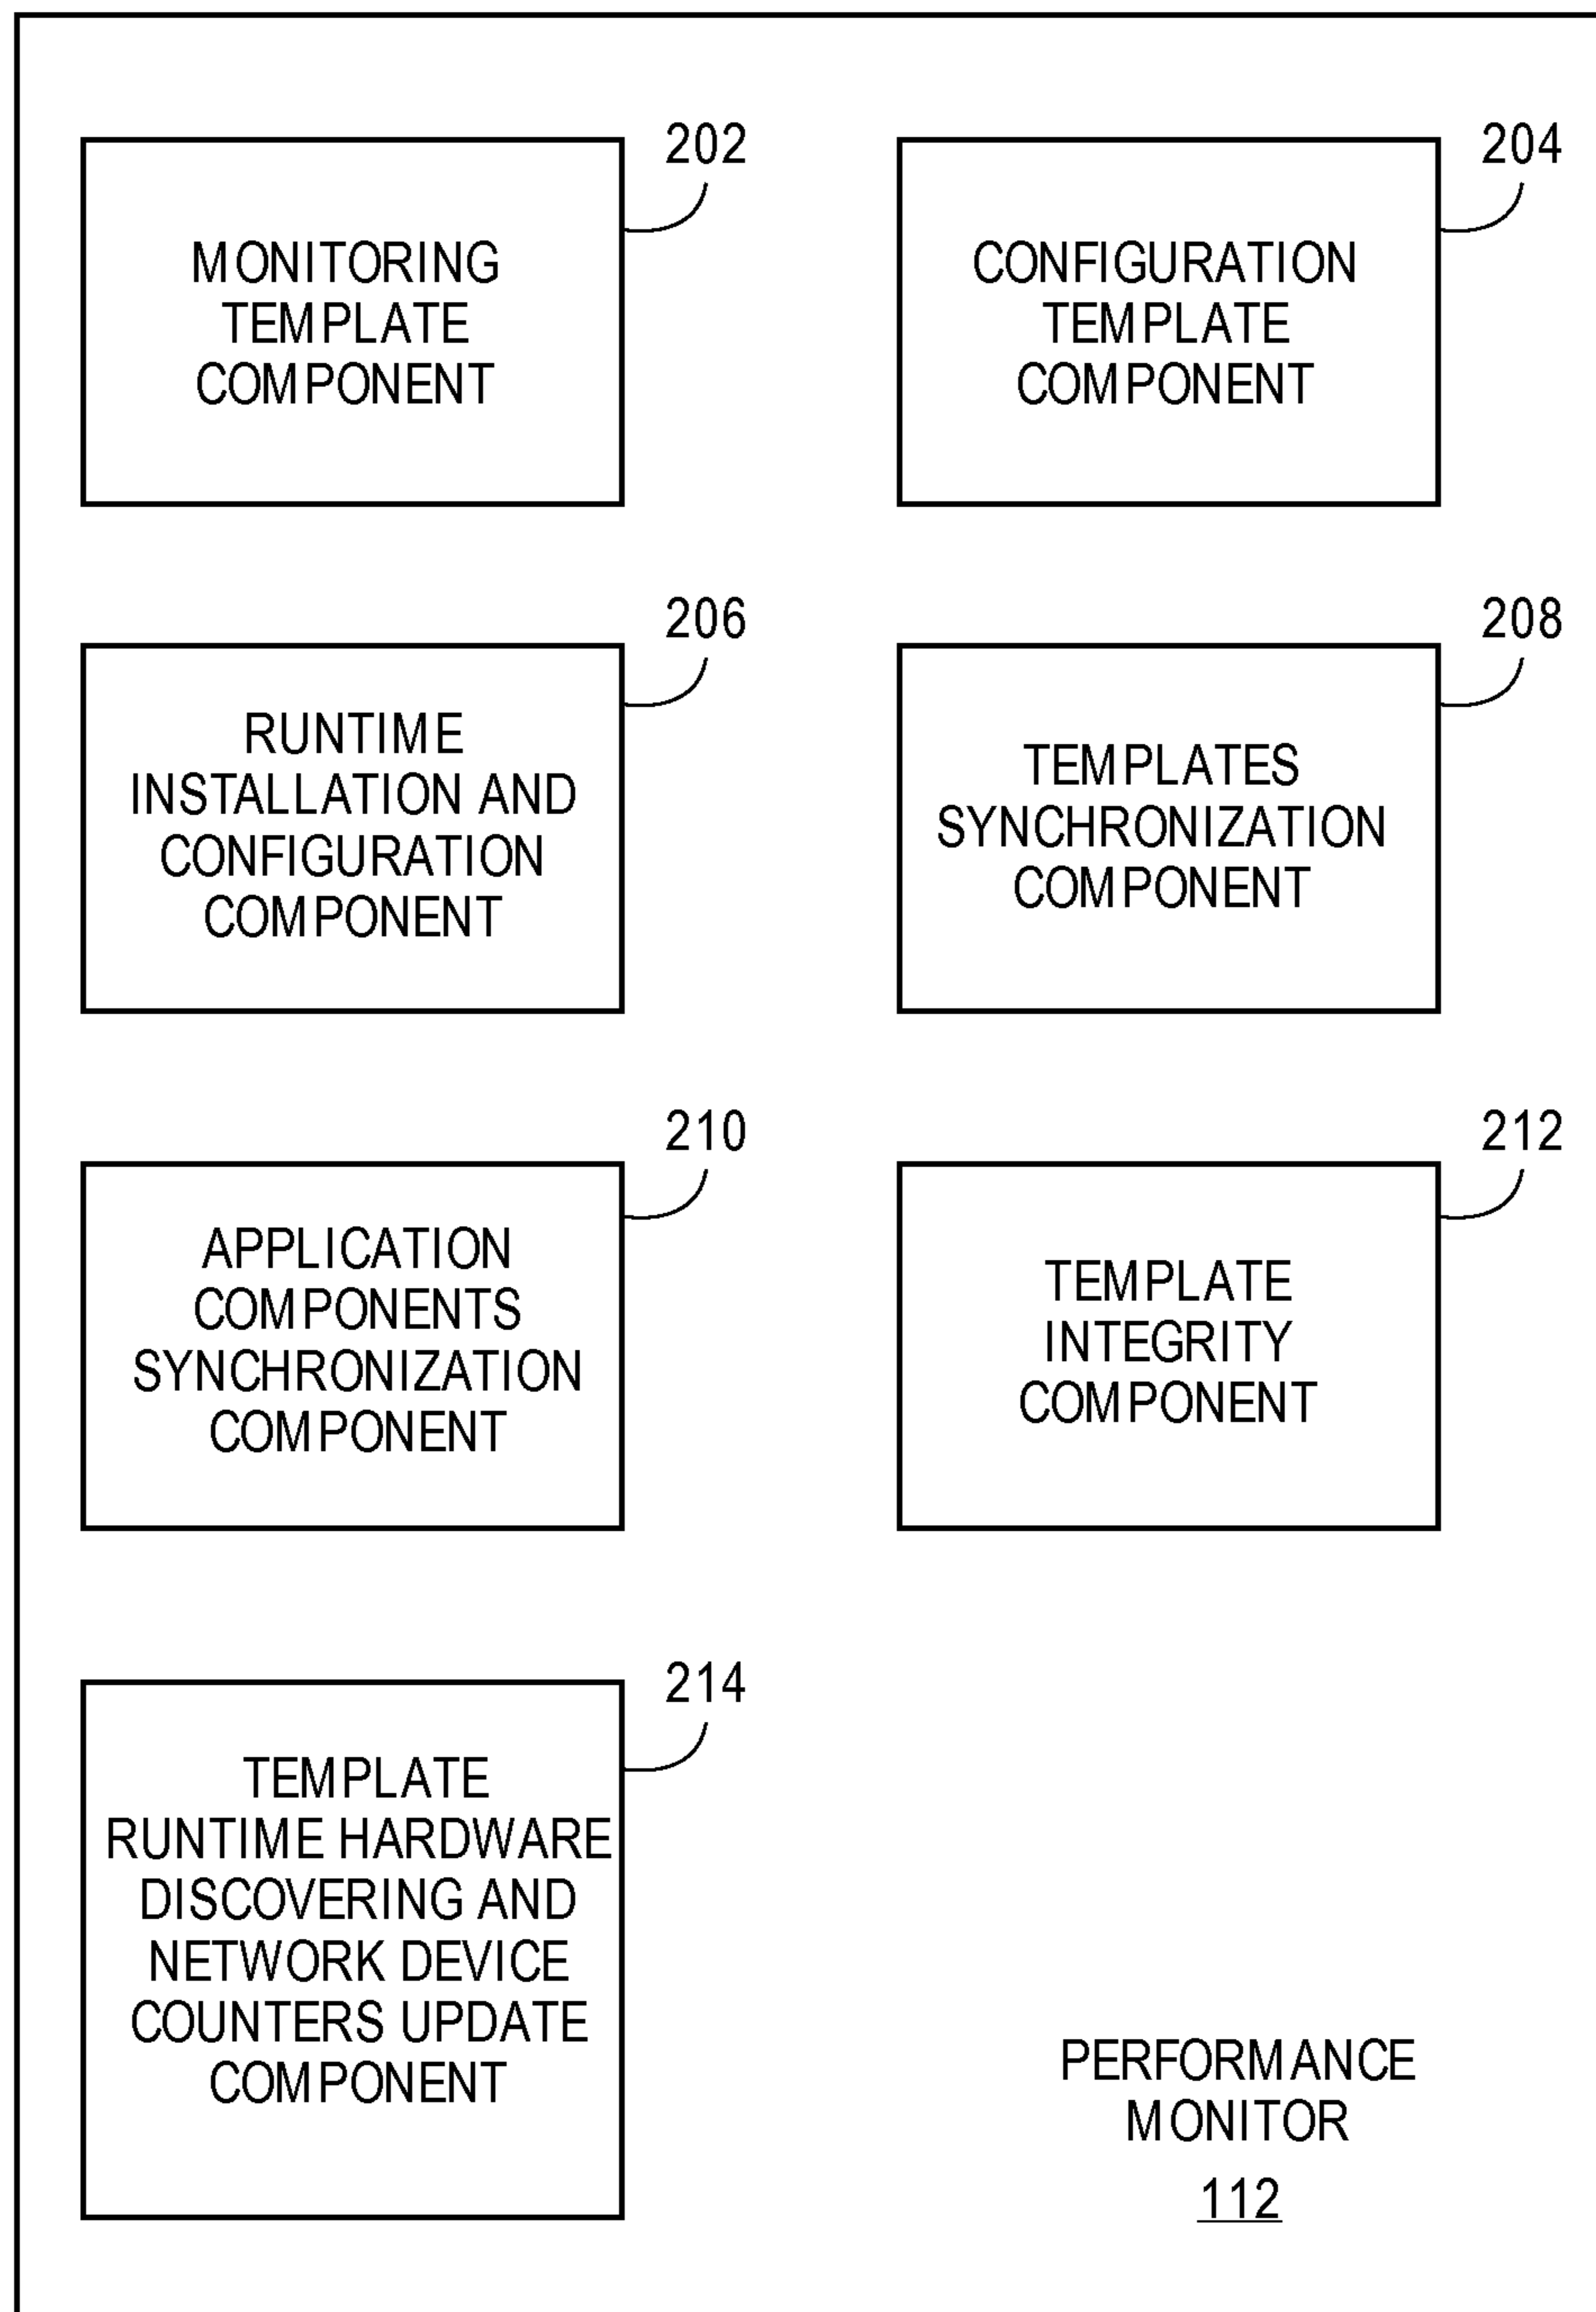 202
MONITORING
TEMPLATE
COMPONENT
204
CONFIGURATION
TEMPLATE
COMPONENT
206
RUNTIME
INSTALLATION AND
CONFIGURATION
COMPONENT
208
TEMPLATES
SYNCHRONIZATION
COMPONENT
210
APPLICATION
COMPONENTS
SYNCHRONIZATION
COMPONENT
212
TEMPLATE
INTEGRITY
COMPONENT
214
TEMPLATE
RUNTIME HARDWARE
DISCOVERING AND
NETWORK DEVICE
COUNTERS UPDATE
COMPONENT
PERFORMANCE
MONITOR
112